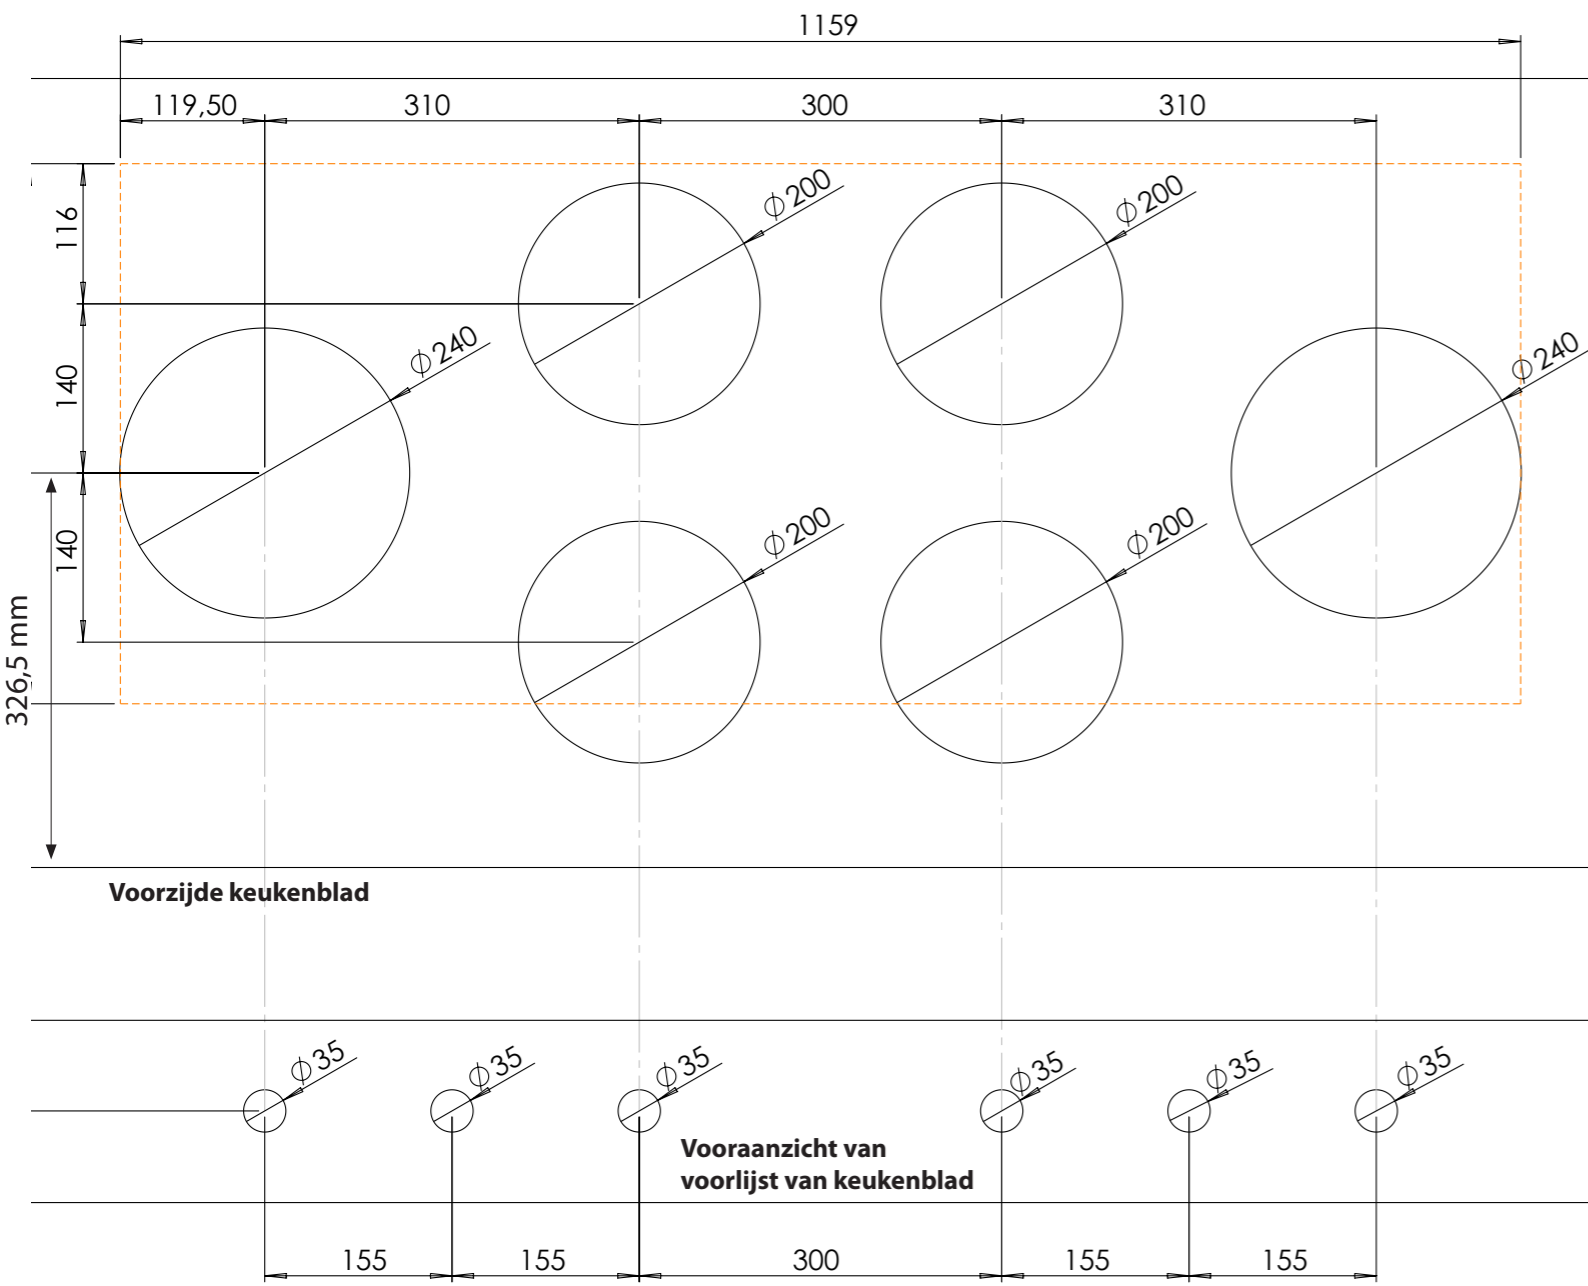 1159
119,50 310 300 310
116
Φ200
Φ200
140
Φ240
Φ240
140
Φ200
Φ200
326,5 mm
Voorzijde keukenblad
Φ35
Φ35
Φ35
Φ35
Φ35
Φ35
Vooraanzicht van
voorlijst van keukenblad
155 155 300 155 155